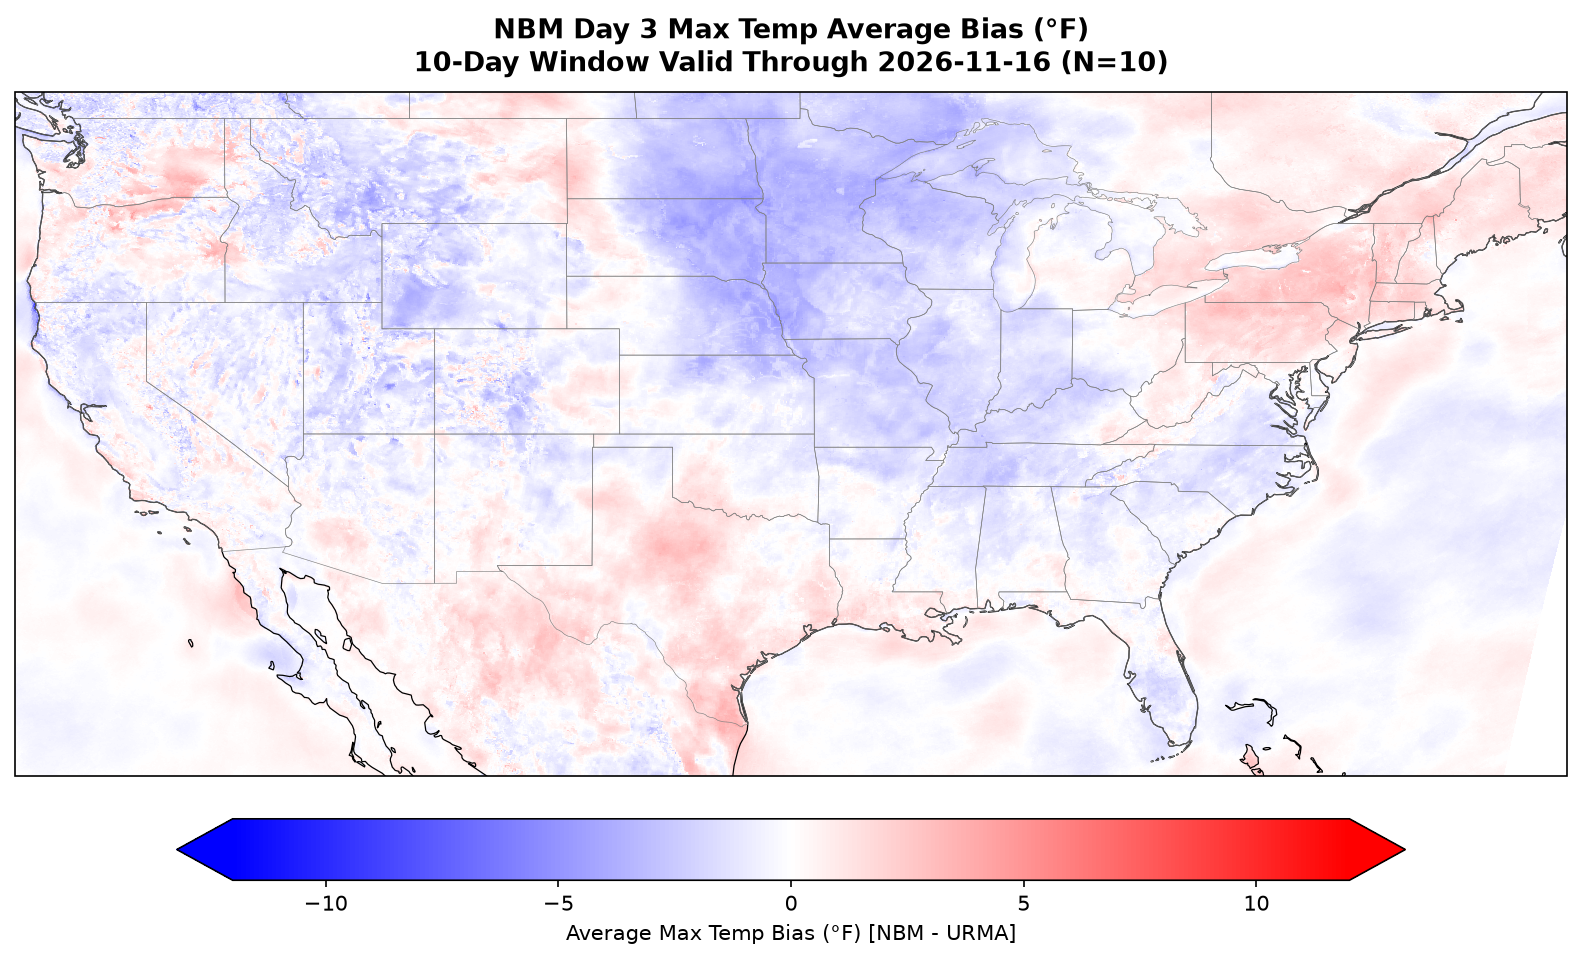 NBM Day 3 Max Temp Average Bias (°F)
10-Day Window Valid Through 2026-11-16 (N=10)
−10
−5
0
5
10
Average Max Temp Bias (°F) [NBM - URMA]